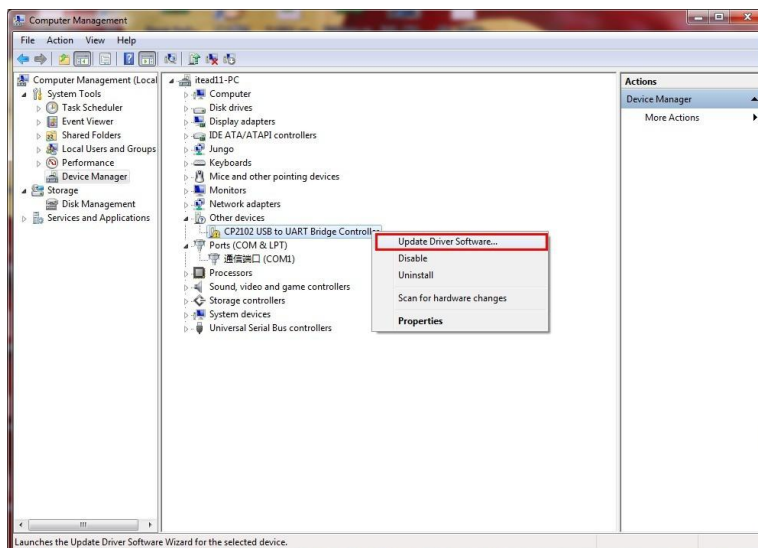 Computer Management
File Action View Help
Computer Management (Local
System Tools
Task Scheduler
Event Viewer
Shared Folders
Local Users and Groups
Performance
Device Manager
Storage
Disk Management
Services and Applications
itead11-PC
Computer
Disk drives
Display adapters
IDE ATA/ATAPI controllers
Jungo
Keyboards
Mice and other pointing devices
Monitors
Network adapters
Other devices
CP2102 USB to UART Bridge Controller
Ports (COM & LPT)
通信端口 (COM1)
Processors
Sound, video and game controllers
Storage controllers
System devices
Universal Serial Bus controllers
Update Driver Software...
Disable
Uninstall
Scan for hardware changes
Properties
Actions
Device Manager
More Actions
Launches the Update Driver Software Wizard for the selected device.